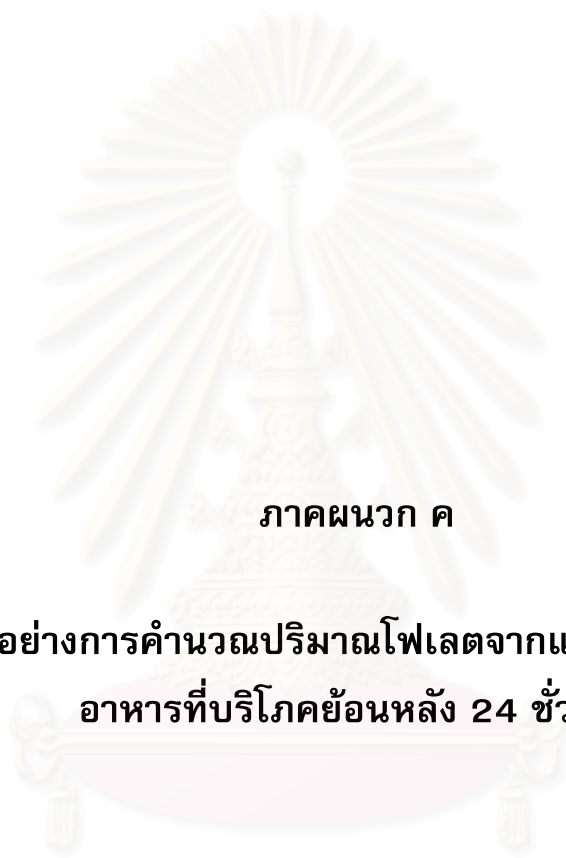 ภาคผนวก ค
อย่างการคำนวณปริมาณโฟเลตจากแ
อาหารที่บริโภคย้อนหลัง 24 ชั่ว